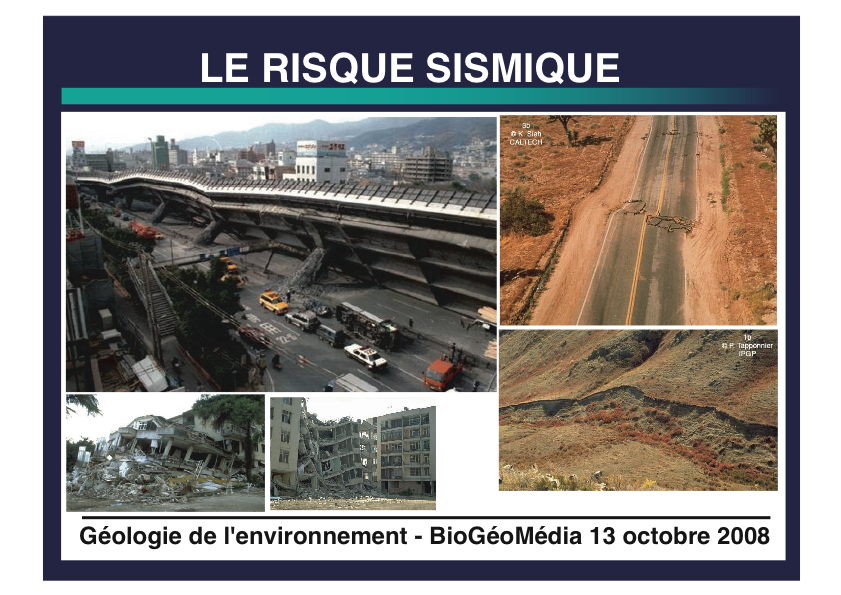 LE RISQUE SISMIQUE
3b
© K. Sieh
CALTECH
1b
© P. Tapponnier
IPGP
Géologie de l'environnement - BioGéoMédia 13 octobre 2008